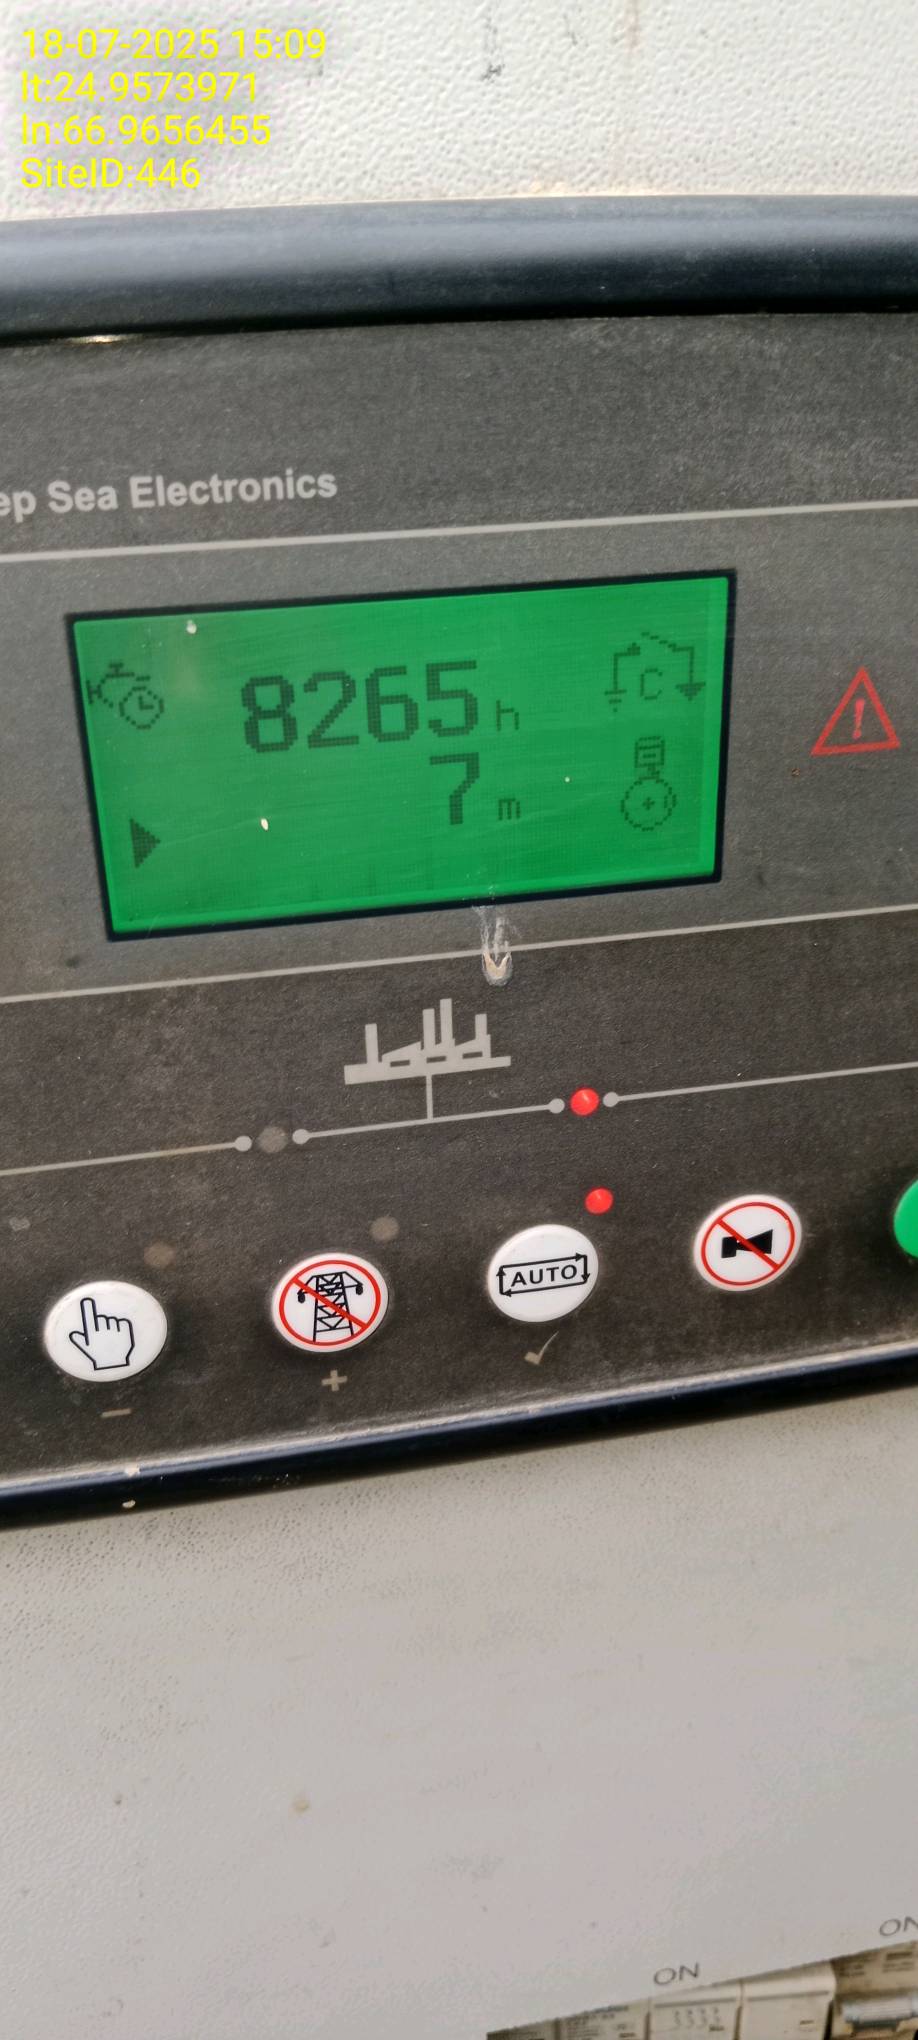 18-07-2025 15:09
lt:24.9573971
ln:66.9656455
SiteID:446
ep Sea Electronics
8265 h
7 m
C
AUTO
- + ✓
ON
ON